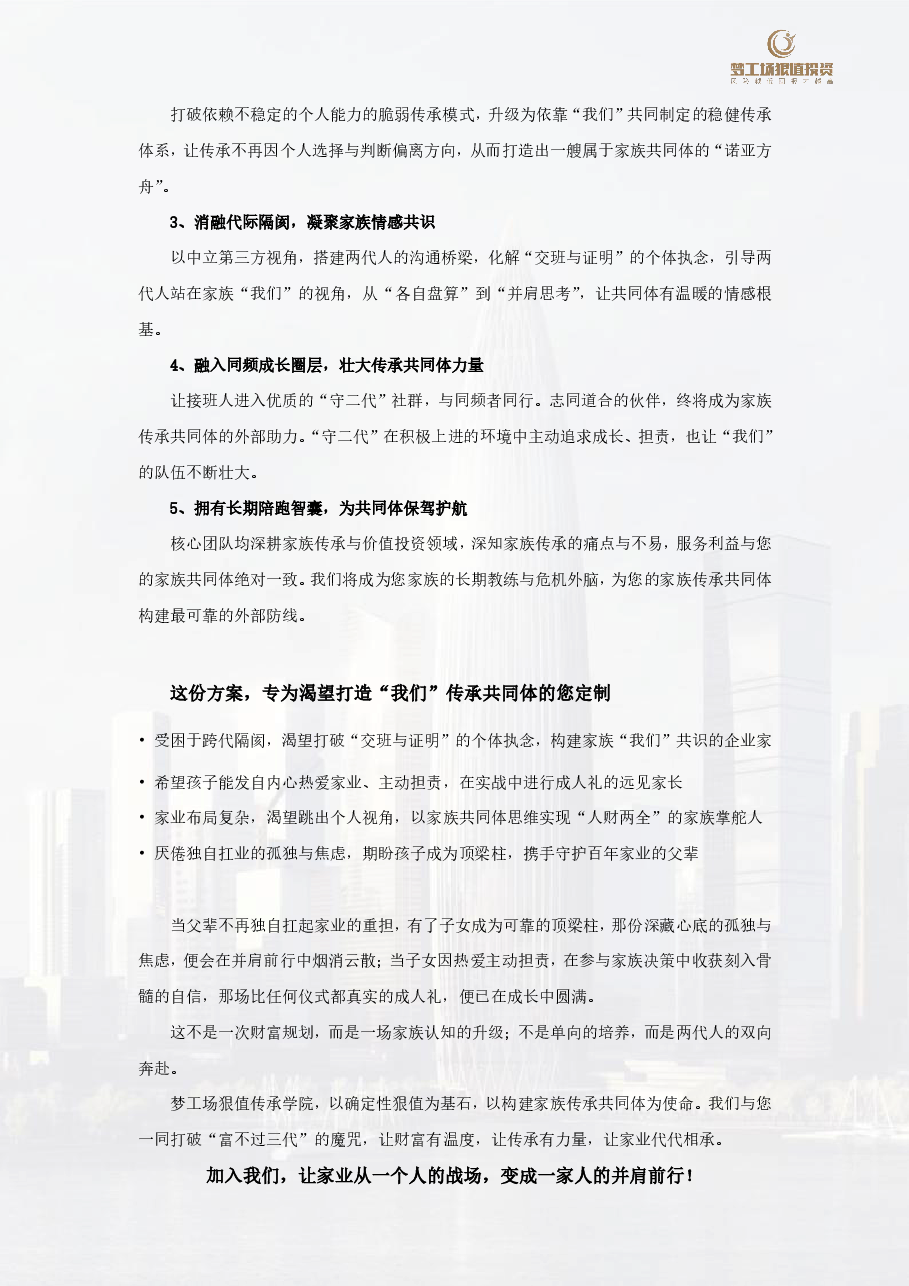 梦工场狠值投资
打破依赖不稳定的个人能力的脆弱传承模式，升级为依靠“我们”共同制定的稳健传承
体系，让传承不再因个人选择与判断偏离方向，从而打造出一艘属于家族共同体的“诺亚方
舟”。
3、消融代际隔阂，凝聚家族情感共识
以中立第三方视角，搭建两代人的沟通桥梁，化解“交班与证明”的个体执念，引导两
代人站在家族“我们”的视角，从“各自盘算”到“并肩思考”，让共同体有温暖的情感根
基。
4、融入同频成长圈层，壮大传承共同体力量
让接班人进入优质的“守二代”社群，与同频者同行。志同道合的伙伴，终将成为家族
传承共同体的外部助力。“守二代”在积极上进的环境中主动追求成长、担责，也让“我们”
的队伍不断壮大。
5、拥有长期陪跑智囊，为共同体保驾护航
核心团队均深耕家族传承与价值投资领域，深知家族传承的痛点与不易，服务利益与您
的家族共同体绝对一致。我们将成为您家族的长期教练与危机外脑，为您的家族传承共同体
构建最可靠的外部防线。
这份方案，专为渴望打造“我们”传承共同体的您定制
• 受困于跨代隔阂，渴望打破“交班与证明”的个体执念，构建家族“我们”共识的企业家
• 希望孩子能发自内心热爱家业、主动担责，在实战中进行成人礼的远见家长
• 家业布局复杂，渴望跳出个人视角，以家族共同体思维实现“人财两全”的家族掌舵人
• 厌倦独自扛业的孤独与焦虑，期盼孩子成为顶梁柱，携手守护百年家业的父辈
当父辈不再独自扛起家业的重担，有了子女成为可靠的顶梁柱，那份深藏心底的孤独与
焦虑，便会在并肩前行中烟消云散；当子女因热爱主动担责，在参与家族决策中收获刻入骨
髓的自信，那场比任何仪式都真实的成人礼，便已在成长中圆满。
这不是一次财富规划，而是一场家族认知的升级；不是单向的培养，而是两代人的双向
奔赴。
梦工场狠值传承学院，以确定性狠值为基石，以构建家族传承共同体为使命。我们与您
一同打破“富不过三代”的魔咒，让财富有温度，让传承有力量，让家业代代相承。
加入我们，让家业从一个人的战场，变成一家人的并肩前行！